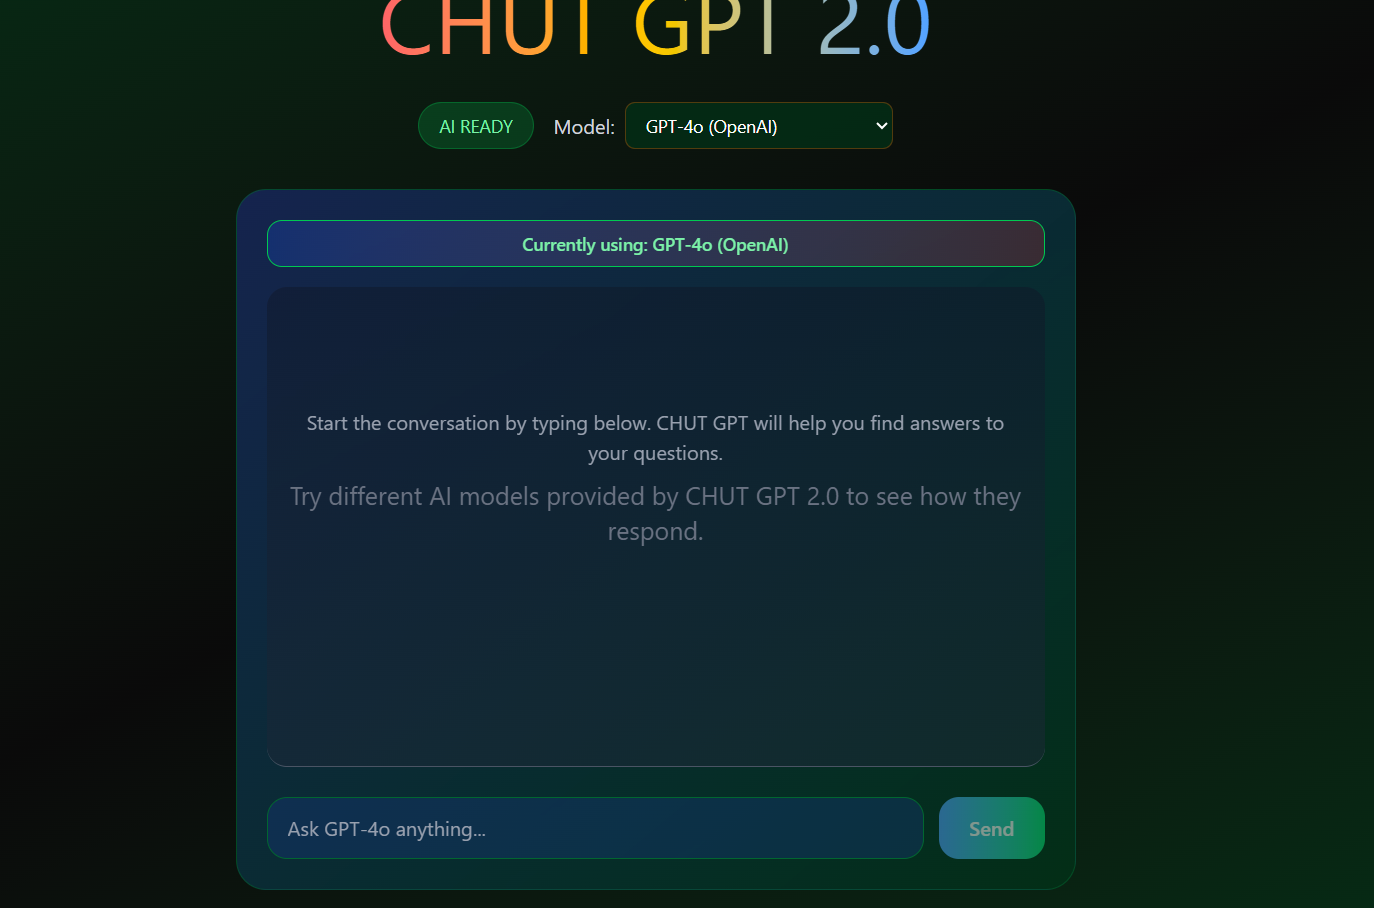 CHUT GPT 2.0
AI READY
Model:
GPT-4o (OpenAI)
Currently using: GPT-4o (OpenAI)
Start the conversation by typing below. CHUT GPT will help you find answers to
your questions.
Try different AI models provided by CHUT GPT 2.0 to see how they
respond.
Ask GPT-4o anything...
Send